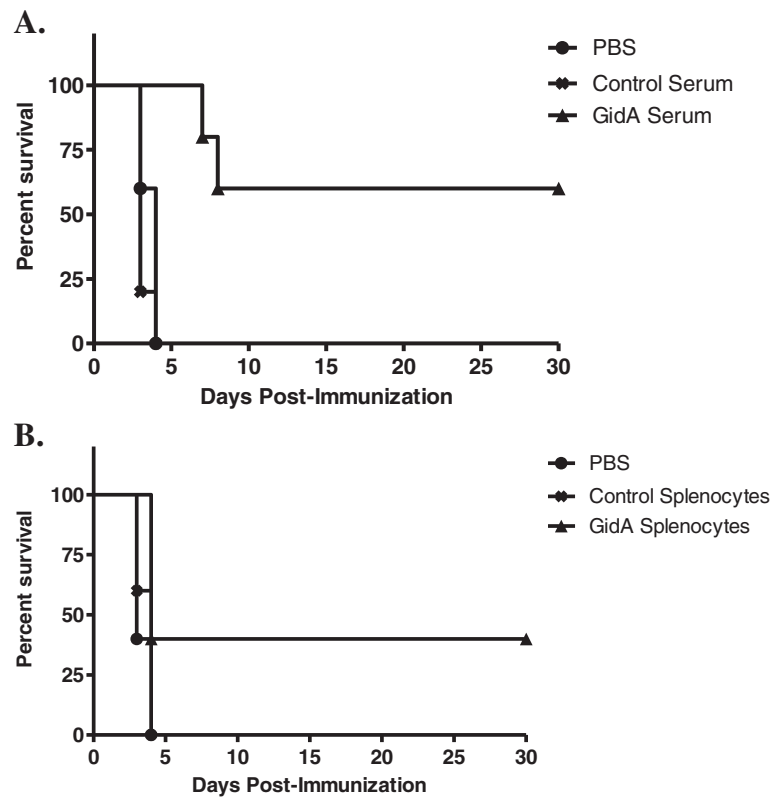 A.
PBS
Control Serum
GidA Serum
100
75
50
25
0
Percent survival
0 5 10 15 20 25 30
Days Post-Immunization
B.
PBS
Control Splenocytes
GidA Splenocytes
100
75
50
25
0
Percent survival
0 5 10 15 20 25 30
Days Post-Immunization